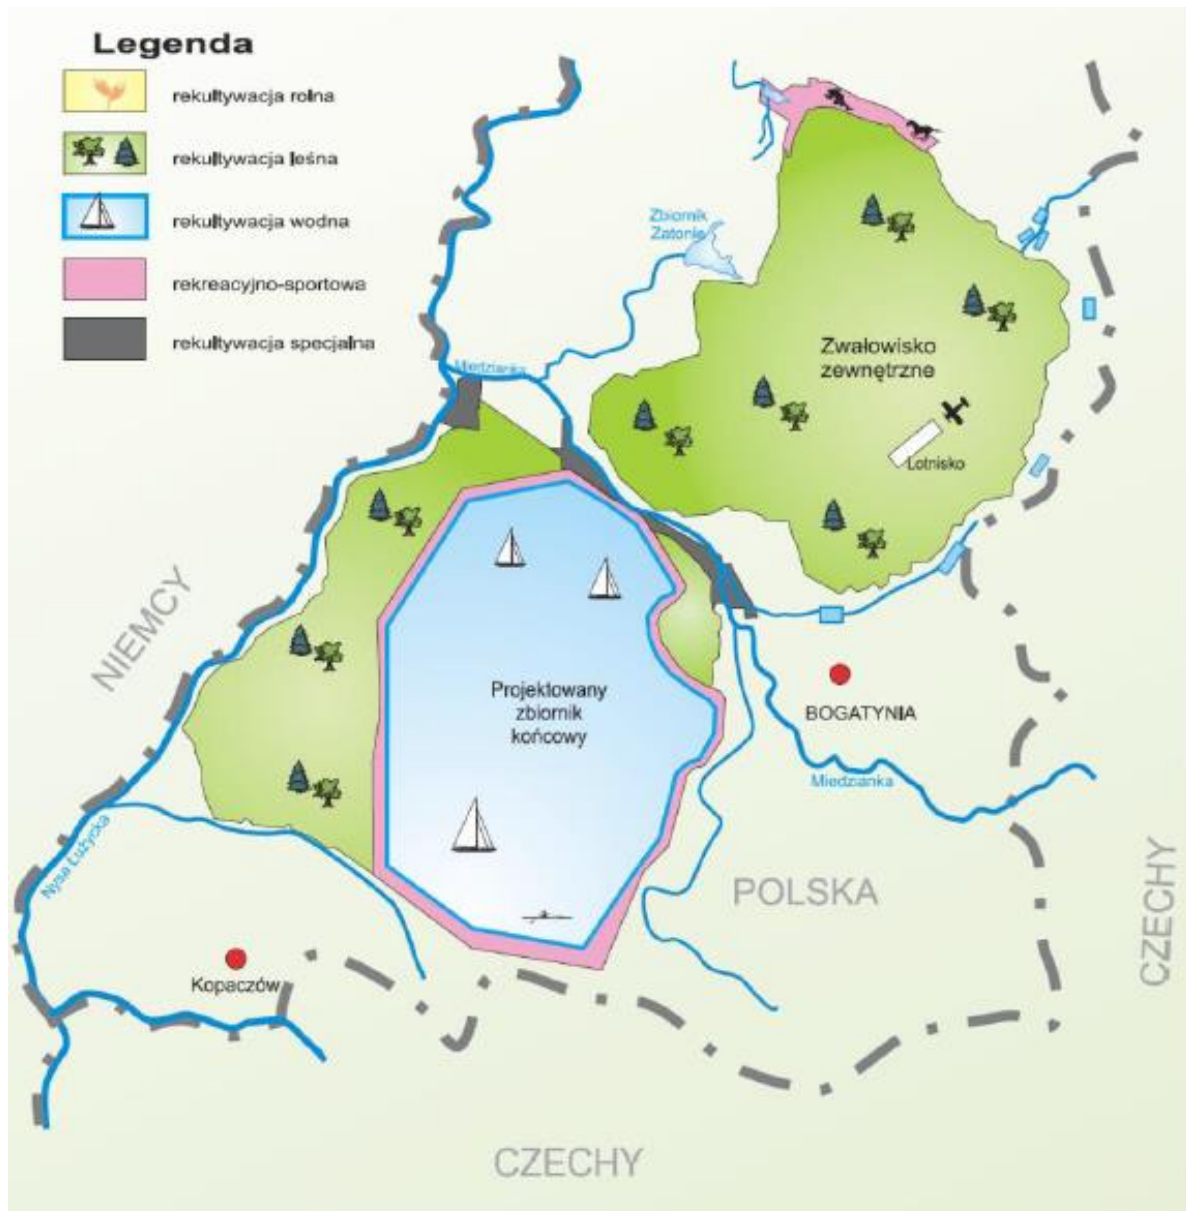 Legenda
rekultywacja rolna
rekultywacja leśna
rekultywacja wodna
rekreacyjno-sportowa
rekultywacja specjalna
Zbiornik
Zatonie
Miedzianka
Zwałowisko
zewnętrzne
Lotnisko
NIEMCY
Projektowany
zbiornik
końcowy
BOGATYNIA
Miedzianka
Nysa Łużycka
POLSKA
CZECHY
Kopaczów
CZECHY